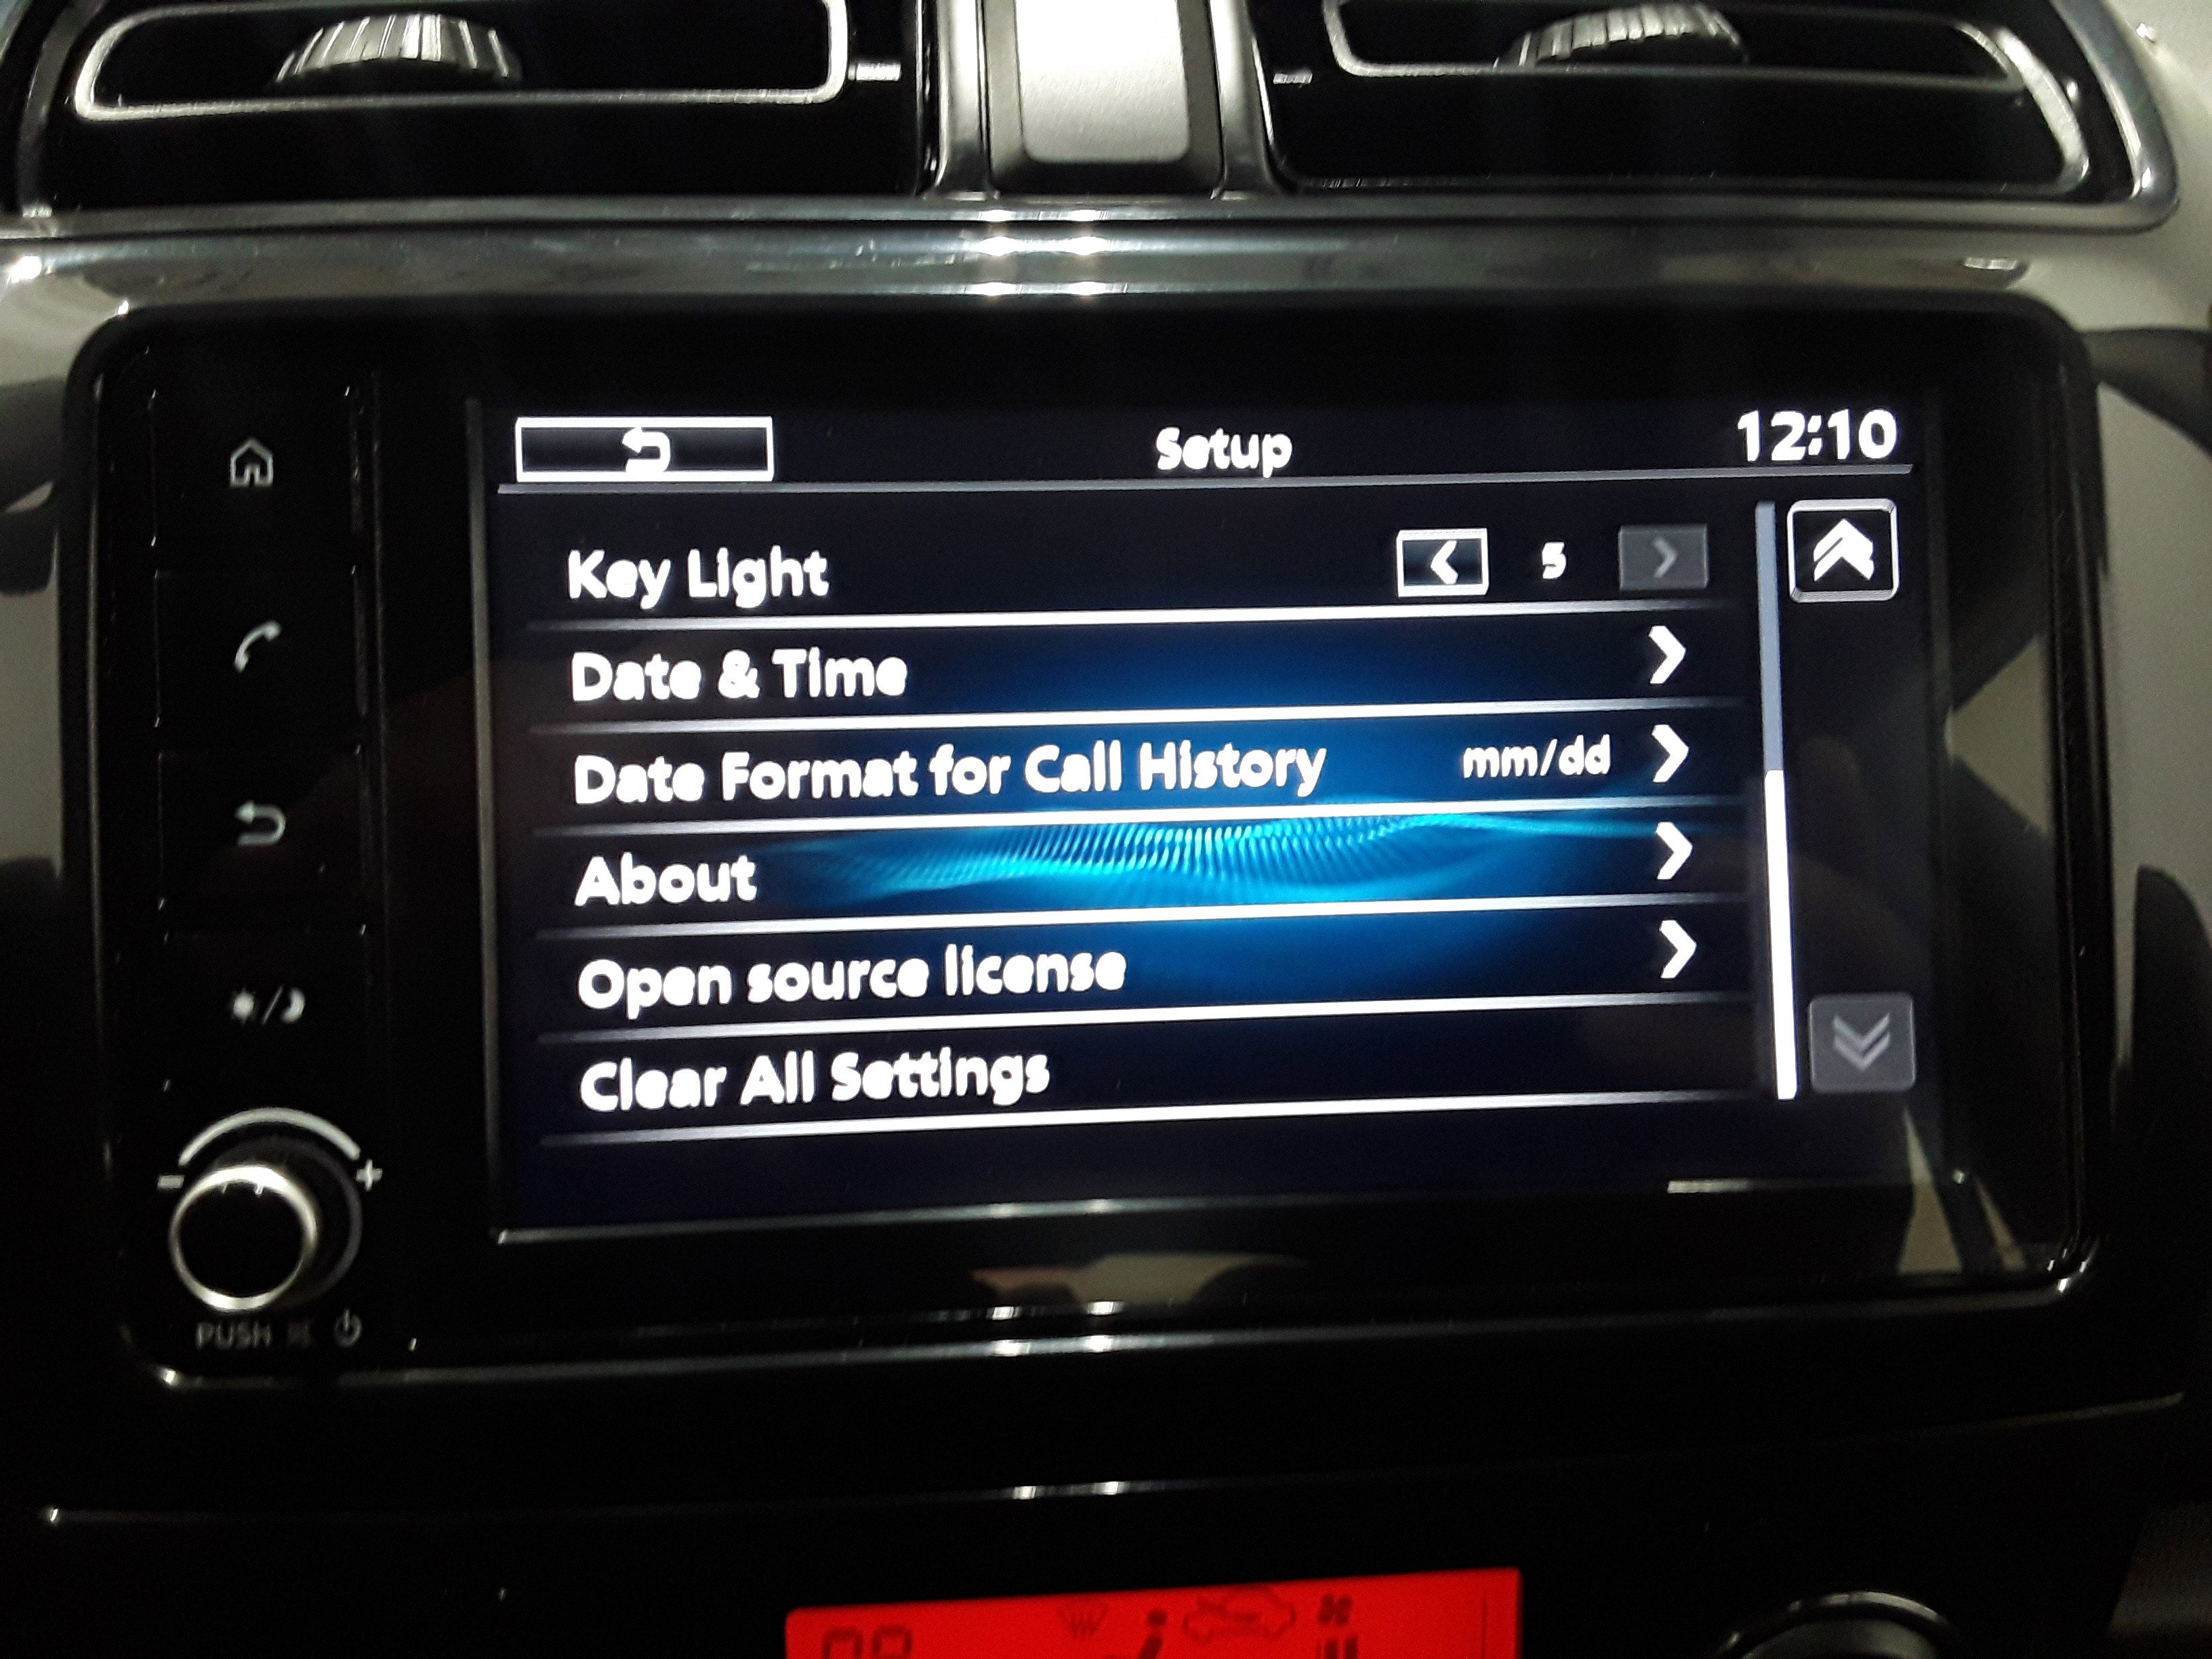 Setup
12:10
Key Light 5
Date & Time
Date Format for Call History mm/dd
About
Open source license
Clear All Settings
- +
PUSH